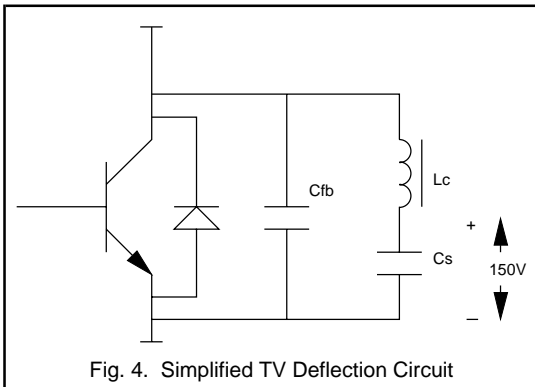 Cfb
Lc
+
Cs
150V
–
Fig. 4. Simplified TV Deflection Circuit